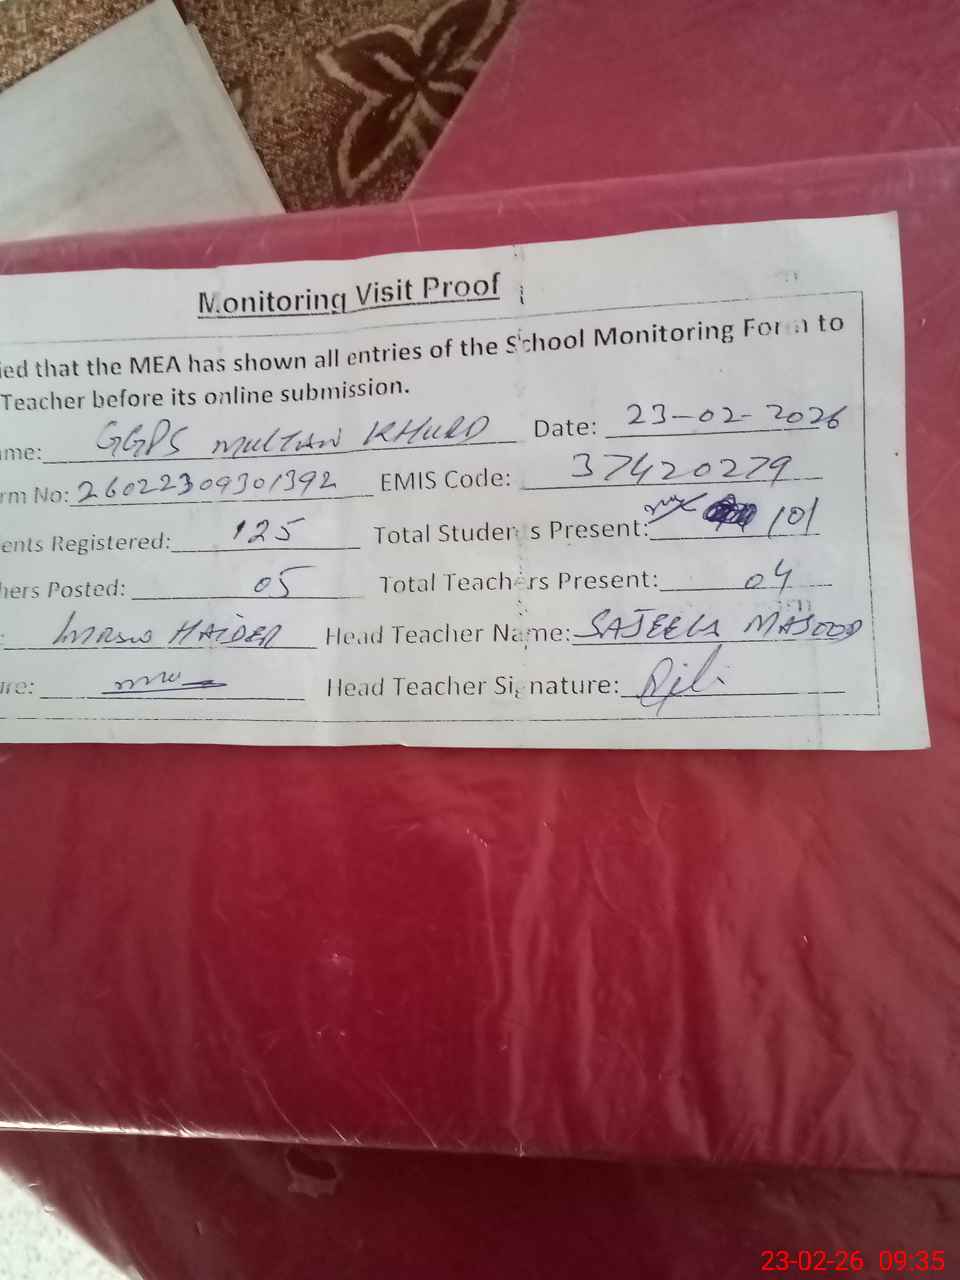 Monitoring Visit Proof
ied that the MEA has shown all entries of the School Monitoring Form to
Teacher before its online submission.
me: GGPS MULTAN KHURD Date: 23-02-2026
rm No: 26022309301392 EMIS Code: 37420279
ents Registered: 125 Total Students Present: 101
hers Posted: 05 Total Teachers Present: 04
: HAIDER Head Teacher Name: SAJEELA MASOOD
ure: Head Teacher Signature:
23-02-26 09:35